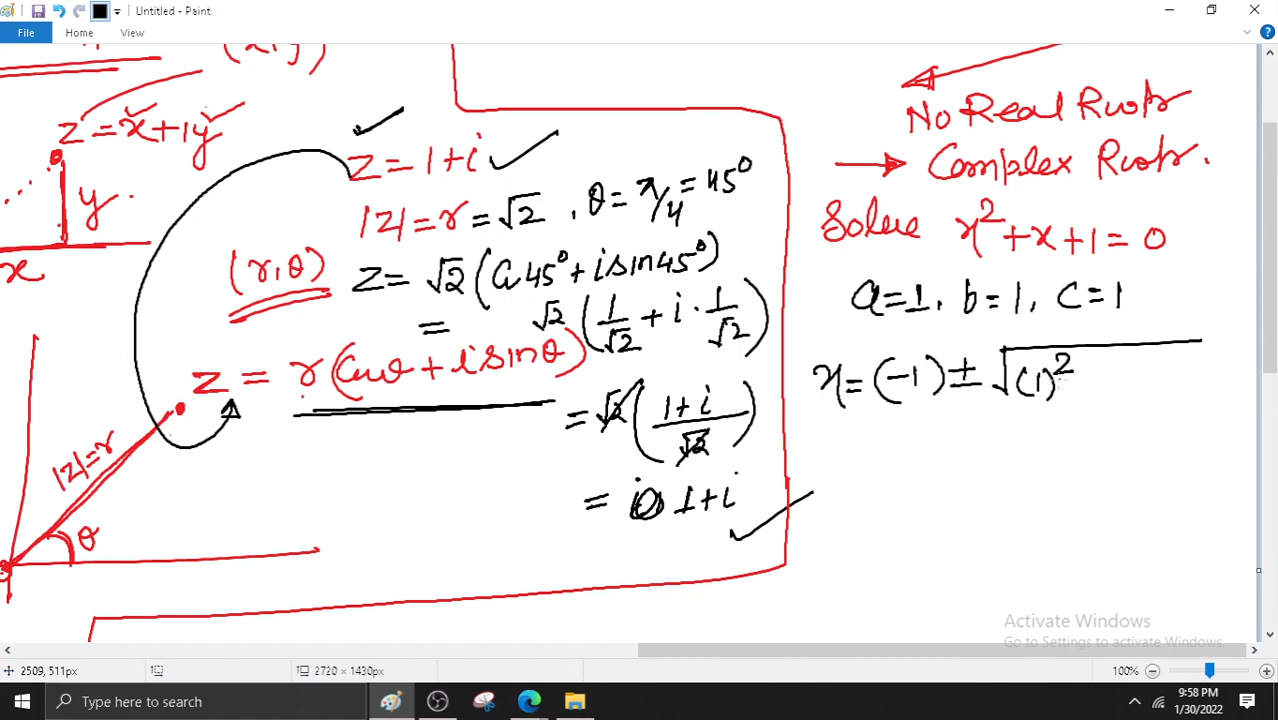 Untitled - Paint
File Home View
z = x + iy
y
x
z = 1 + i
|z| = r = √2 , θ = π/4 = 45°
(r, θ)
z = √2 (Cos 45° + i sin 45°)
= √2 (1/√2 + i · 1/√2)
z = r (Cosθ + i sinθ)
= √2 (1 + i / √2)
= 1 + i
|z| = r
θ
No Real Roots
Complex Roots.
Solve x² + x + 1 = 0
a = 1, b = 1, c = 1
x = (-1) ± √(1)²
Activate Windows
Go to Settings to activate Windows.
2509, 511px
2720 × 1430px
100%
Type here to search
9:58 PM
1/30/2022